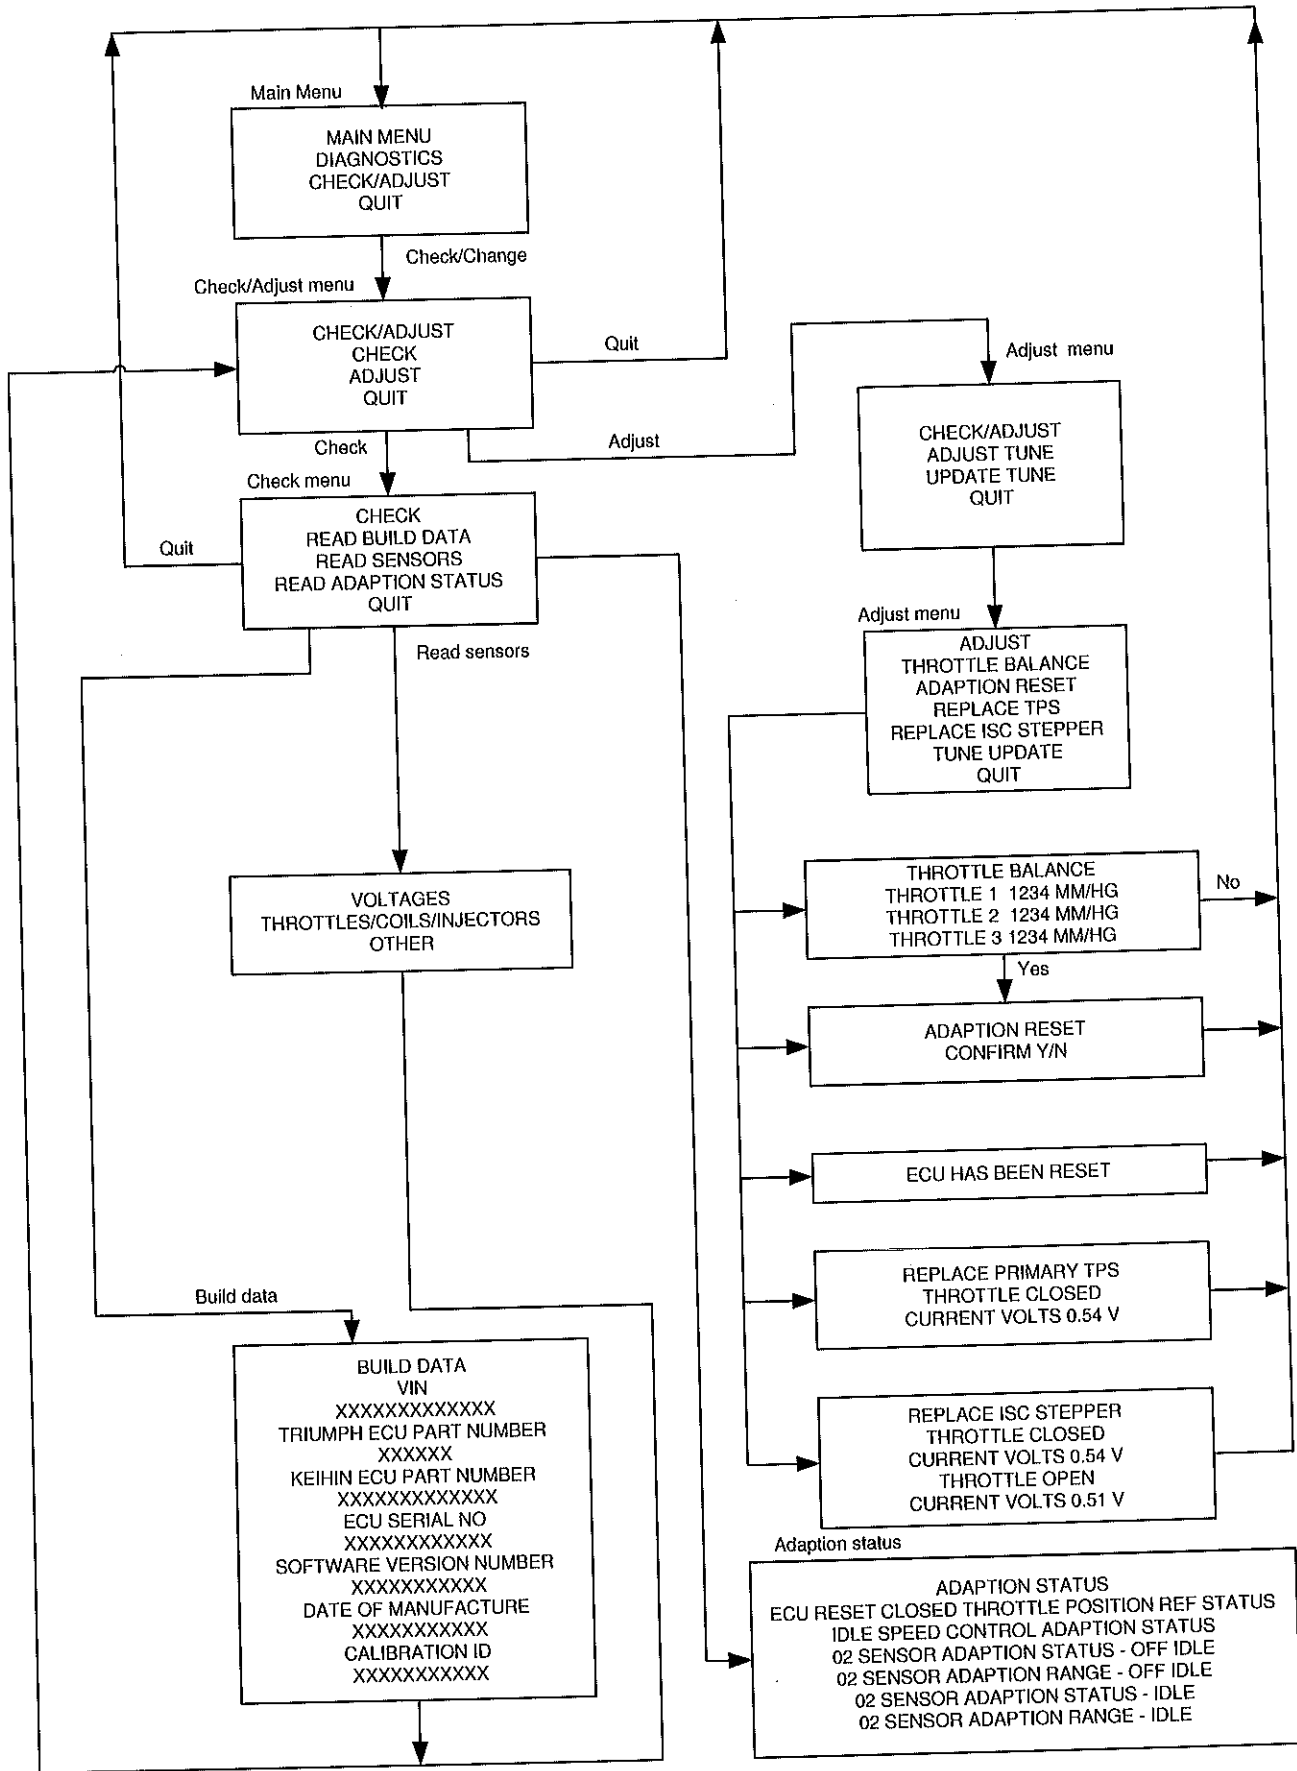 Main Menu
MAIN MENU
DIAGNOSTICS
CHECK/ADJUST
QUIT
Check/Change
Check/Adjust menu
CHECK/ADJUST
CHECK
ADJUST
QUIT
Quit
Check
Adjust
Adjust menu
CHECK/ADJUST
ADJUST TUNE
UPDATE TUNE
QUIT
Check menu
CHECK
READ BUILD DATA
READ SENSORS
READ ADAPTION STATUS
QUIT
Quit
Read sensors
Adjust menu
ADJUST
THROTTLE BALANCE
ADAPTION RESET
REPLACE TPS
REPLACE ISC STEPPER
TUNE UPDATE
QUIT
VOLTAGES
THROTTLES/COILS/INJECTORS
OTHER
THROTTLE BALANCE
THROTTLE 1 1234 MM/HG
THROTTLE 2 1234 MM/HG
THROTTLE 3 1234 MM/HG
No
Yes
ADAPTION RESET
CONFIRM Y/N
ECU HAS BEEN RESET
REPLACE PRIMARY TPS
THROTTLE CLOSED
CURRENT VOLTS 0.54 V
REPLACE ISC STEPPER
THROTTLE CLOSED
CURRENT VOLTS 0.54 V
THROTTLE OPEN
CURRENT VOLTS 0.51 V
Build data
BUILD DATA
VIN
XXXXXXXXXXXXX
TRIUMPH ECU PART NUMBER
XXXXXX
KEIHIN ECU PART NUMBER
XXXXXXXXXXXXX
ECU SERIAL NO
XXXXXXXXXXXX
SOFTWARE VERSION NUMBER
XXXXXXXXXXX
DATE OF MANUFACTURE
XXXXXXXXXXX
CALIBRATION ID
XXXXXXXXXXX
Adaption status
ADAPTION STATUS
ECU RESET CLOSED THROTTLE POSITION REF STATUS
IDLE SPEED CONTROL ADAPTION STATUS
02 SENSOR ADAPTION STATUS - OFF IDLE
02 SENSOR ADAPTION RANGE - OFF IDLE
02 SENSOR ADAPTION STATUS - IDLE
02 SENSOR ADAPTION RANGE - IDLE